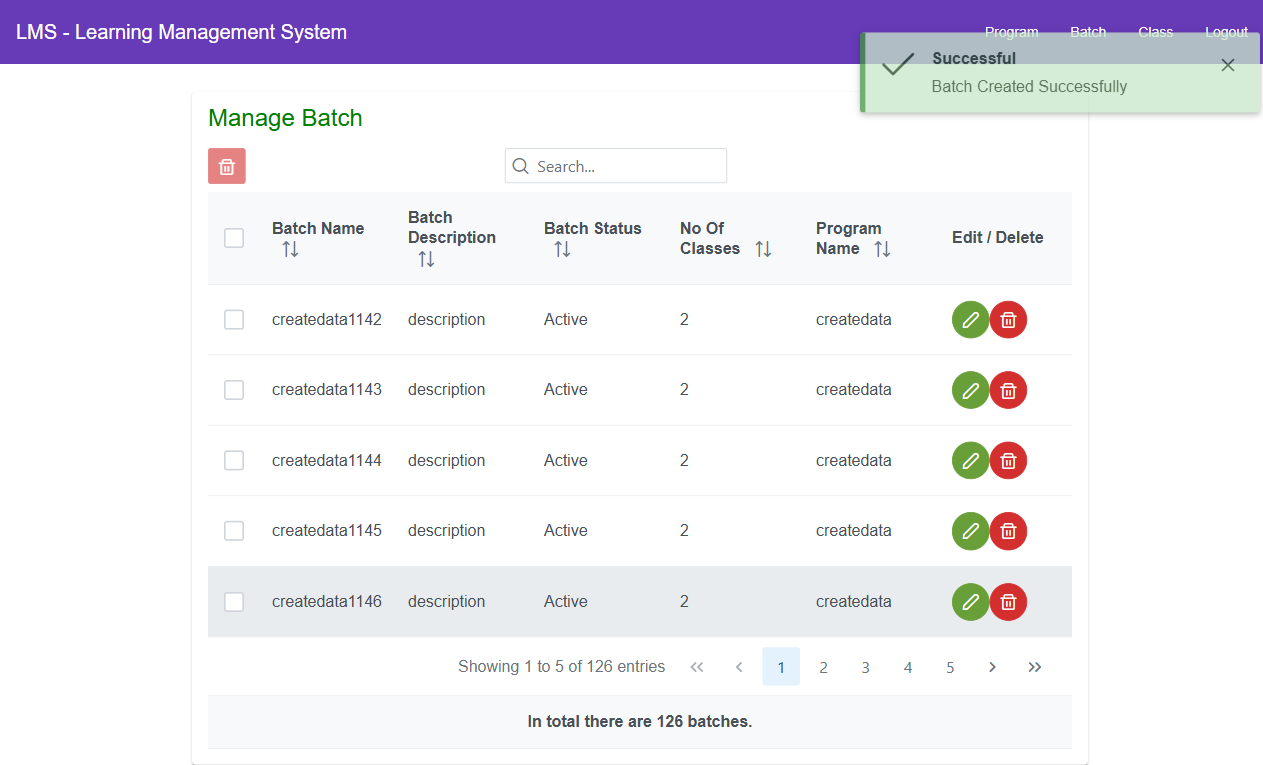 LMS - Learning Management System
Program Batch Class Logout
Successful
Batch Created Successfully
Manage Batch
Search...
Batch Name
Batch Description
Batch Status
No Of Classes
Program Name
Edit / Delete
createdata1142 description Active 2 createdata
createdata1143 description Active 2 createdata
createdata1144 description Active 2 createdata
createdata1145 description Active 2 createdata
createdata1146 description Active 2 createdata
Showing 1 to 5 of 126 entries << < 1 2 3 4 5 > >>
In total there are 126 batches.